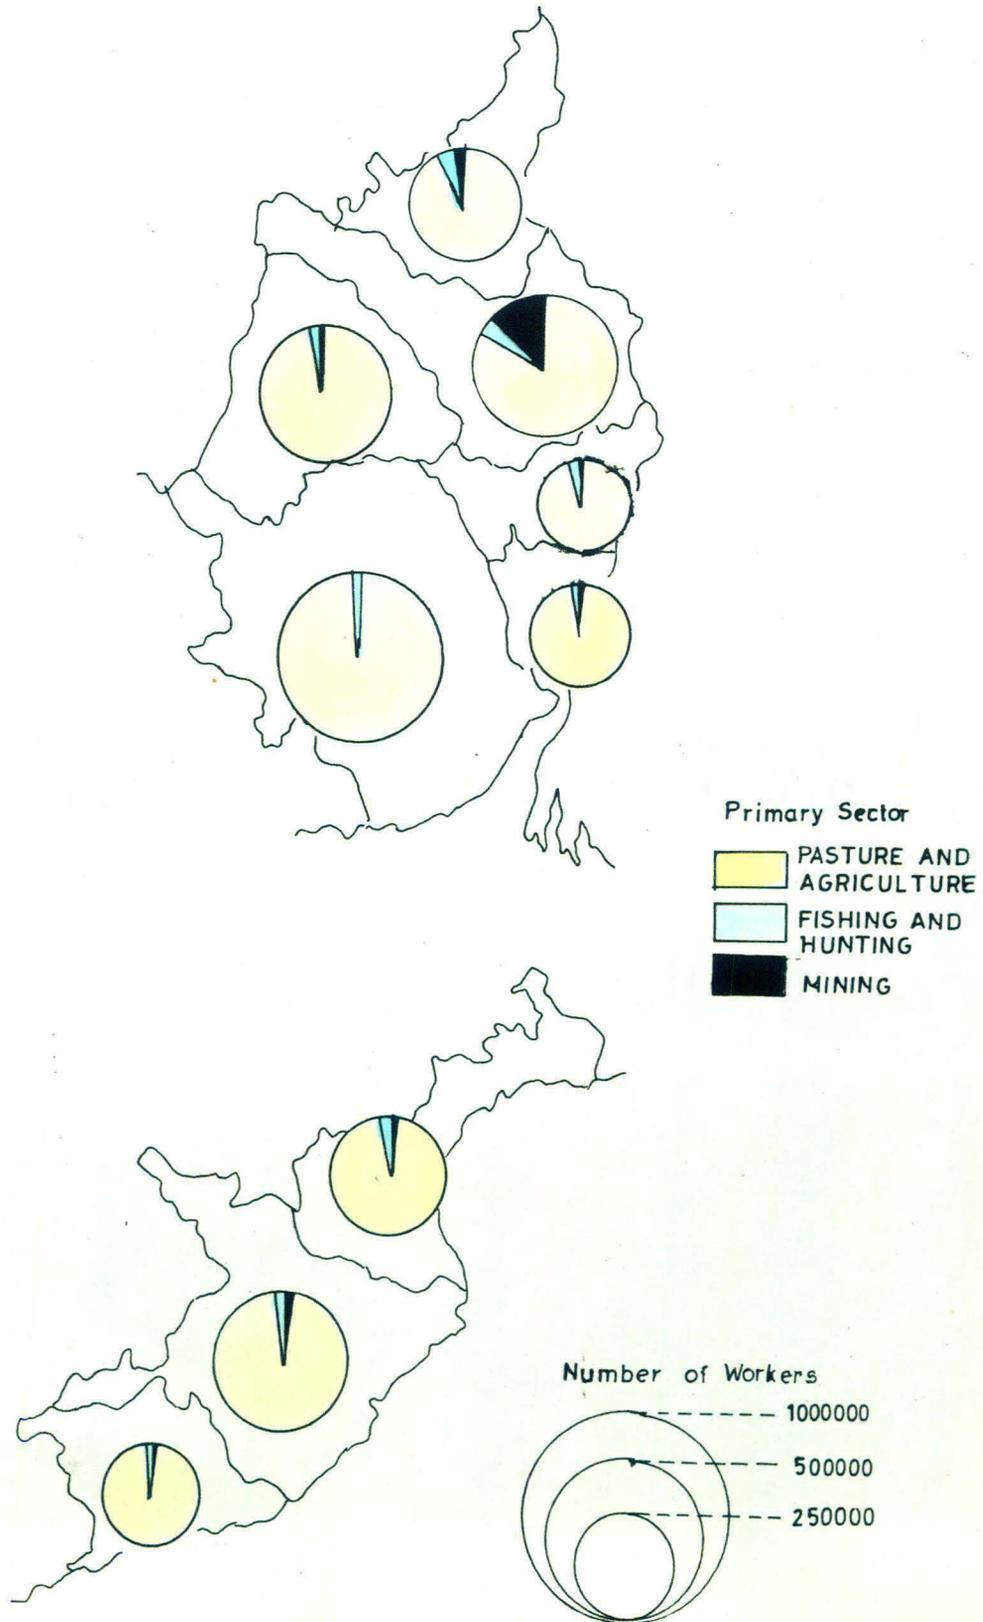 Primary Sector
PASTURE AND
AGRICULTURE
FISHING AND
HUNTING
MINING
Number of Workers
1000000
500000
250000